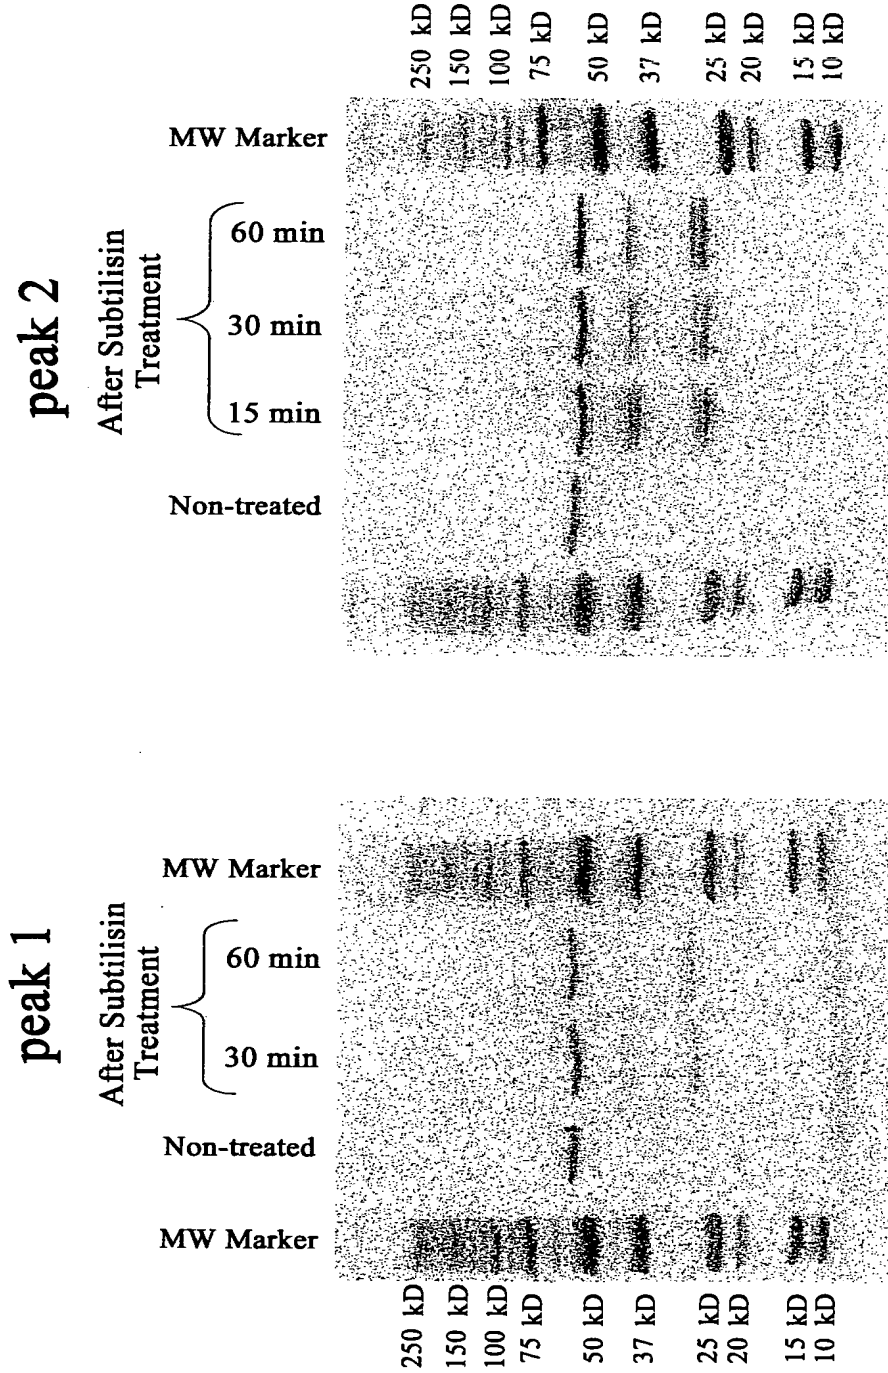 peak 1
After Subtilisin
Treatment
MW Marker
Non-treated
30 min
60 min
MW Marker
250 kD
150 kD
100 kD
75 kD
50 kD
37 kD
25 kD
20 kD
15 kD
10 kD
peak 2
After Subtilisin
Treatment
Non-treated
15 min
30 min
60 min
MW Marker
250 kD
150 kD
100 kD
75 kD
50 kD
37 kD
25 kD
20 kD
15 kD
10 kD